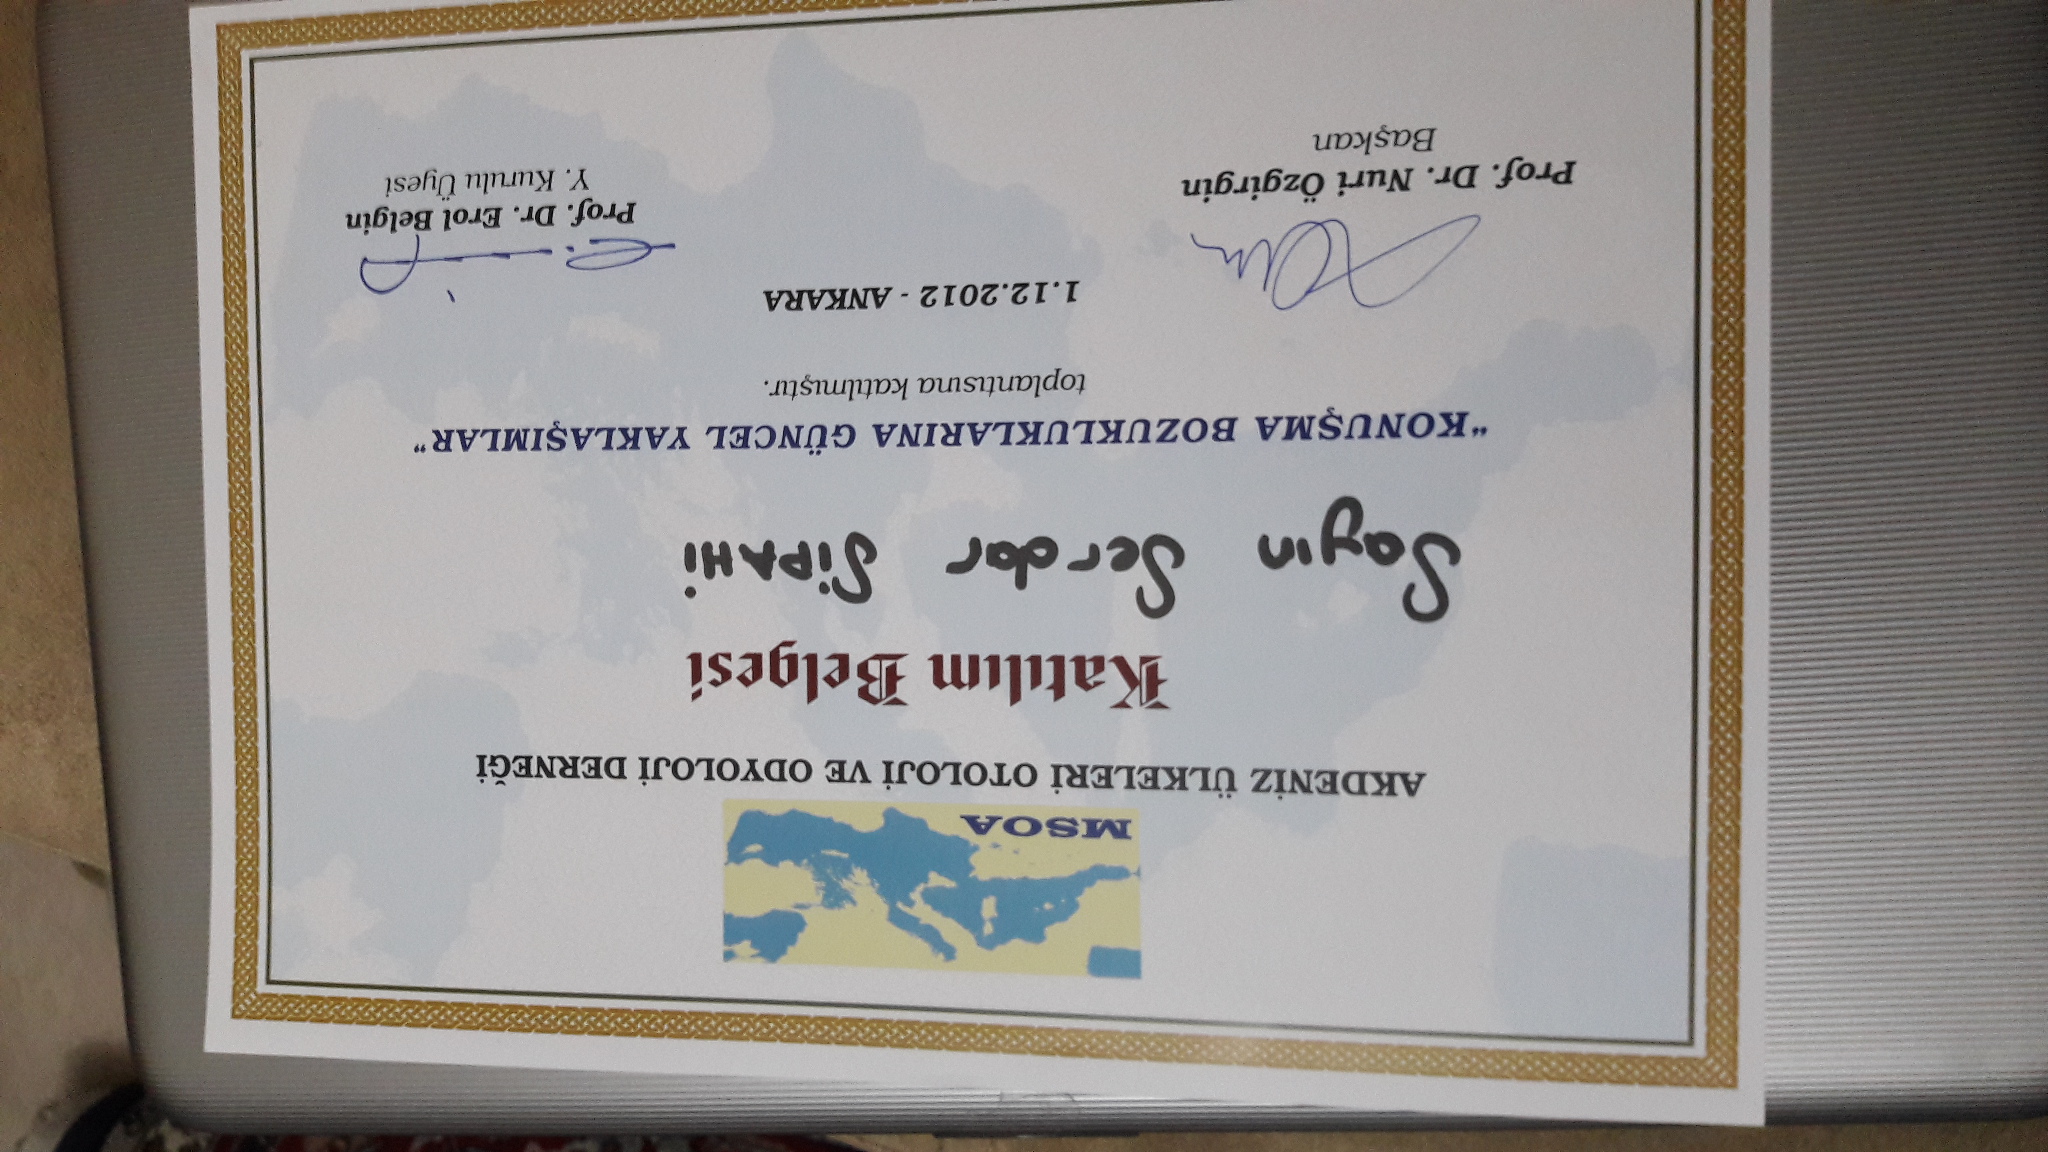 MSOA
AKDENİZ ÜLKELERİ OTOLOJİ VE ODYOLOJİ DERNEĞİ
Katılım Belgesi
Sayın Serdar SİPAHİ
"KONUŞMA BOZUKLUKLARINA GÜNCEL YAKLAŞIMLAR"
toplantısına katılmıştır.
1.12.2012 - ANKARA
Prof. Dr. Nuri Özgirgin
Başkan
Prof. Dr. Erol Belgin
Y. Kurulu Üyesi